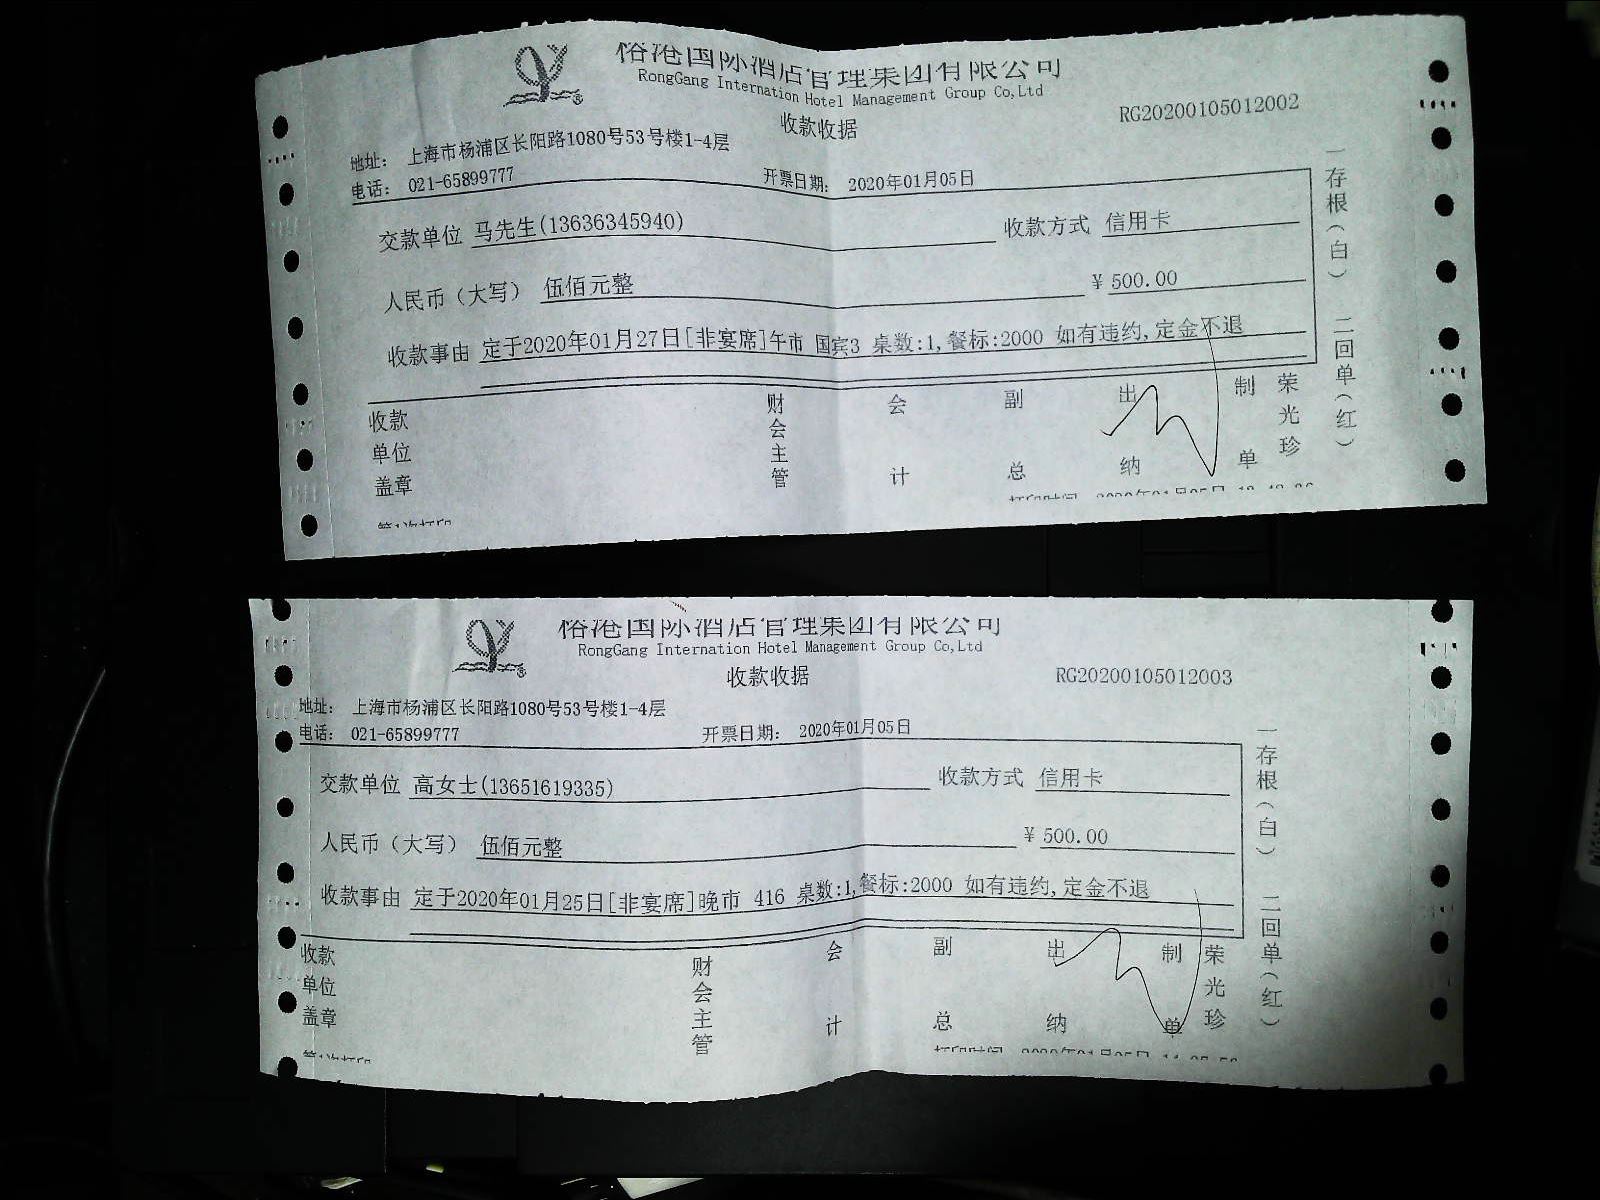 国际酒店管理集团有限公司
RongGang Internation Hotel Management Group Co,Ltd
收款收据
RG20200105012002
地址： 上海市杨浦区长阳路1080号53号楼1-4层
电话： 021-65899777
开票日期： 2020年01月05日
交款单位 马先生(13636345940)
收款方式 信用卡
人民币（大写） 伍佰元整
￥500.00
收款事由 定于2020年01月27日[非宴席]午市 国宾3 桌数:1,餐标:2000 如有违约,定金不退
收款单位盖章
财会主管
会计
副总
出纳
制单
荣光珍
一存根（白） 二回单（红）
第1次打印
国际酒店管理集团有限公司
RongGang Internation Hotel Management Group Co,Ltd
收款收据
RG20200105012003
地址： 上海市杨浦区长阳路1080号53号楼1-4层
电话： 021-65899777
开票日期： 2020年01月05日
交款单位 高女士(13651619335)
收款方式 信用卡
人民币（大写） 伍佰元整
￥500.00
收款事由 定于2020年01月25日[非宴席]晚市 416 桌数:1,餐标:2000 如有违约,定金不退
收款单位盖章
财会主管
会计
副总
出纳
制单
荣光珍
一存根（白） 二回单（红）
第1次打印